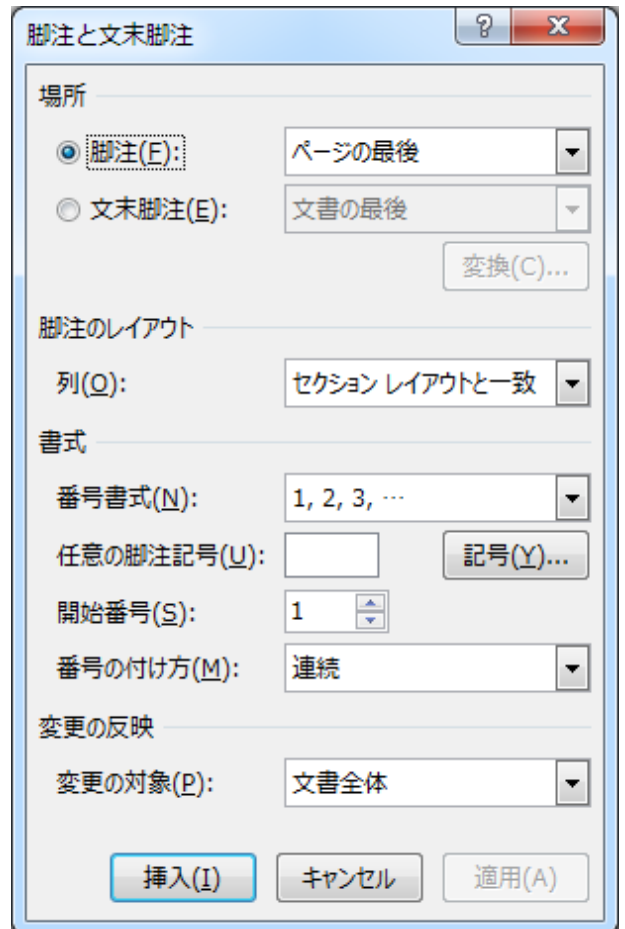 脚注と文末脚注
場所
脚注(F): ページの最後
文末脚注(E): 文書の最後
変換(C)...
脚注のレイアウト
列(O): セクション レイアウトと一致
書式
番号書式(N): 1, 2, 3, …
任意の脚注記号(U): 記号(Y)...
開始番号(S): 1
番号の付け方(M): 連続
変更の反映
変更の対象(P): 文書全体
挿入(I) キャンセル 適用(A)